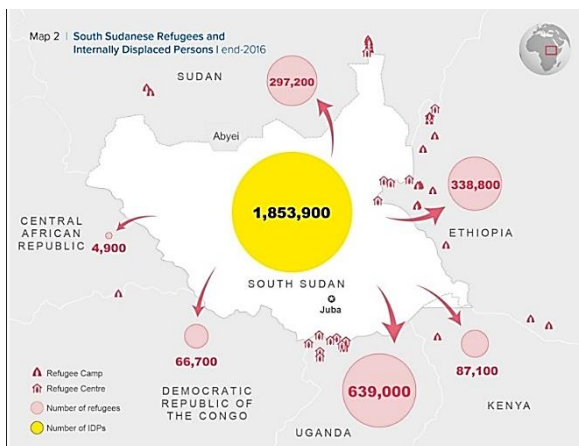 Map 2 | South Sudanese Refugees and
Internally Displaced Persons | end-2016
SUDAN
297,200
Abyei
338,800
1,853,900
ETHIOPIA
CENTRAL
AFRICAN
REPUBLIC
4,900
SOUTH SUDAN
Juba
66,700
87,100
Refugee Camp
Refugee Centre
Number of refugees
Number of IDPs
DEMOCRATIC
REPUBLIC OF
THE CONGO
639,000
KENYA
UGANDA